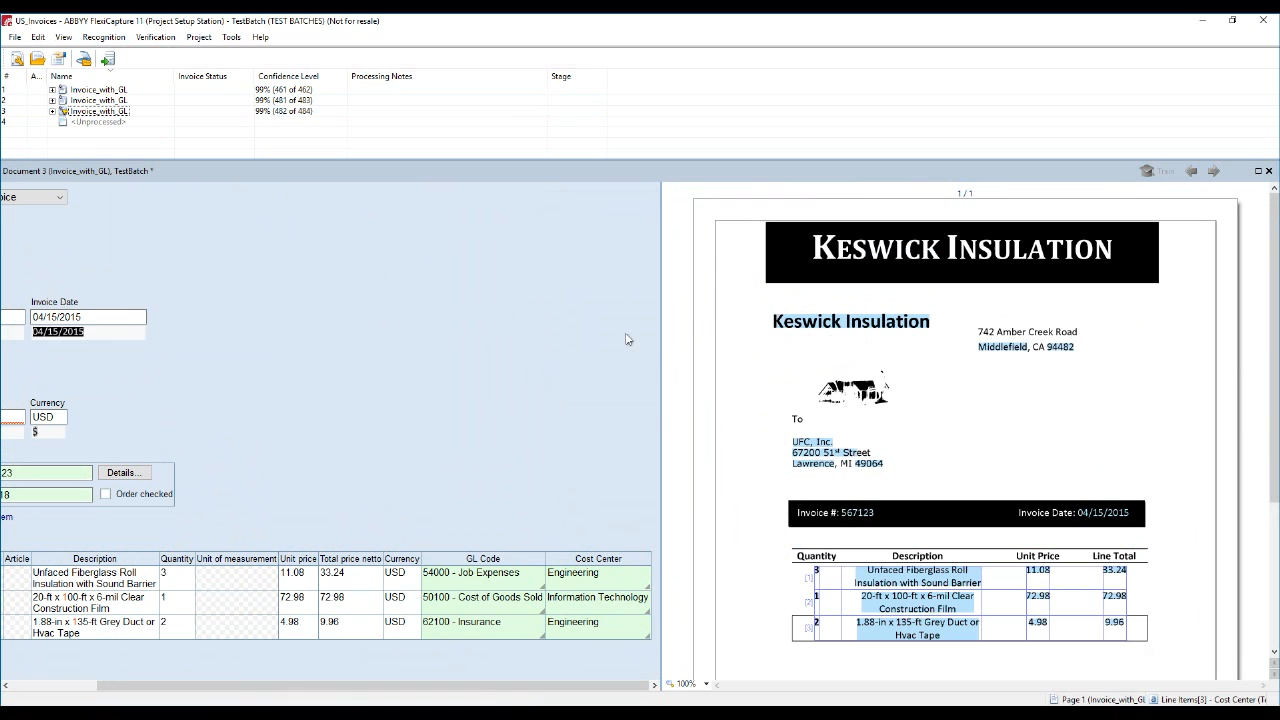 US_Invoices - ABBYY FlexiCapture 11 (Project Setup Station) - TestBatch (TEST BATCHES) (Not for resale)
File Edit View Recognition Verification Project Tools Help
# A... Name Invoice Status Confidence Level Processing Notes Stage
1 Invoice_with_GL 99% (461 of 462)
2 Invoice_with_GL 99% (481 of 483)
3 Invoice_with_GL 99% (482 of 484)
4 <Unprocessed>
Document 3 (Invoice_with_GL), TestBatch *
Train
oice
Invoice Date
04/15/2015
04/15/2015
Currency
USD
$
23 Details...
18 Order checked
em
Article Description Quantity Unit of measurement Unit price Total price netto Currency GL Code Cost Center
Unfaced Fiberglass Roll 3 11.08 33.24 USD 54000 - Job Expenses Engineering
Insulation with Sound Barrier
20-ft x 100-ft x 6-mil Clear 1 72.98 72.98 USD 50100 - Cost of Goods Sold Information Technology
Construction Film
1.88-in x 135-ft Grey Duct or 2 4.98 9.96 USD 62100 - Insurance Engineering
Hvac Tape
1 / 1
KESWICK INSULATION
Keswick Insulation
742 Amber Creek Road
Middlefield, CA 94482
To
UFC, Inc.
67200 51st Street
Lawrence, MI 49064
Invoice #: 567123 Invoice Date: 04/15/2015
Quantity Description Unit Price Line Total
[1] 3 Unfaced Fiberglass Roll 11.08 33.24
Insulation with Sound Barrier
[2] 1 20-ft x 100-ft x 6-mil Clear 72.98 72.98
Construction Film
[3] 2 1.88-in x 135-ft Grey Duct or 4.98 9.96
Hvac Tape
100%
Page 1 (Invoice_with_GL Line Items[3] - Cost Center (T